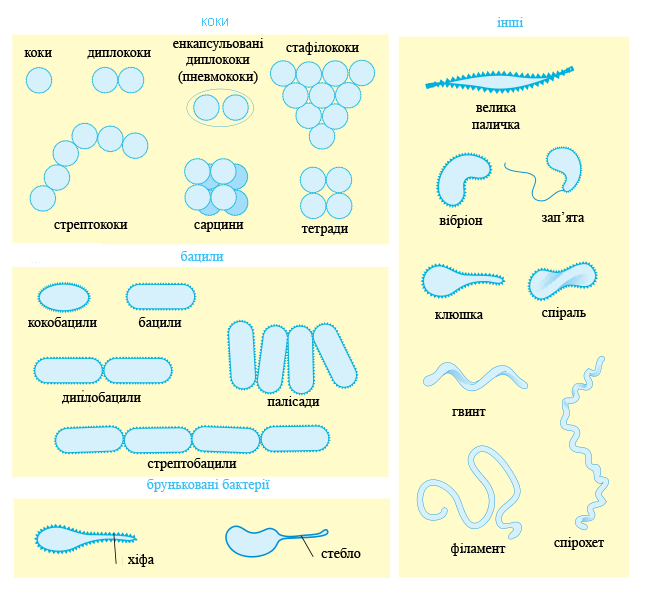 коки
коки
диплококи
енкапсульовані
диплококи
(пневмококи)
стафілококи
стрептококи
сарцини
тетради
бацили
кокобацили
бацили
диплобацили
палісади
стрептобацили
бруньковані бактерії
хіфа
стебло
інші
велика
паличка
вібріон
зап’ята
клюшка
спіраль
гвинт
філамент
спірохет